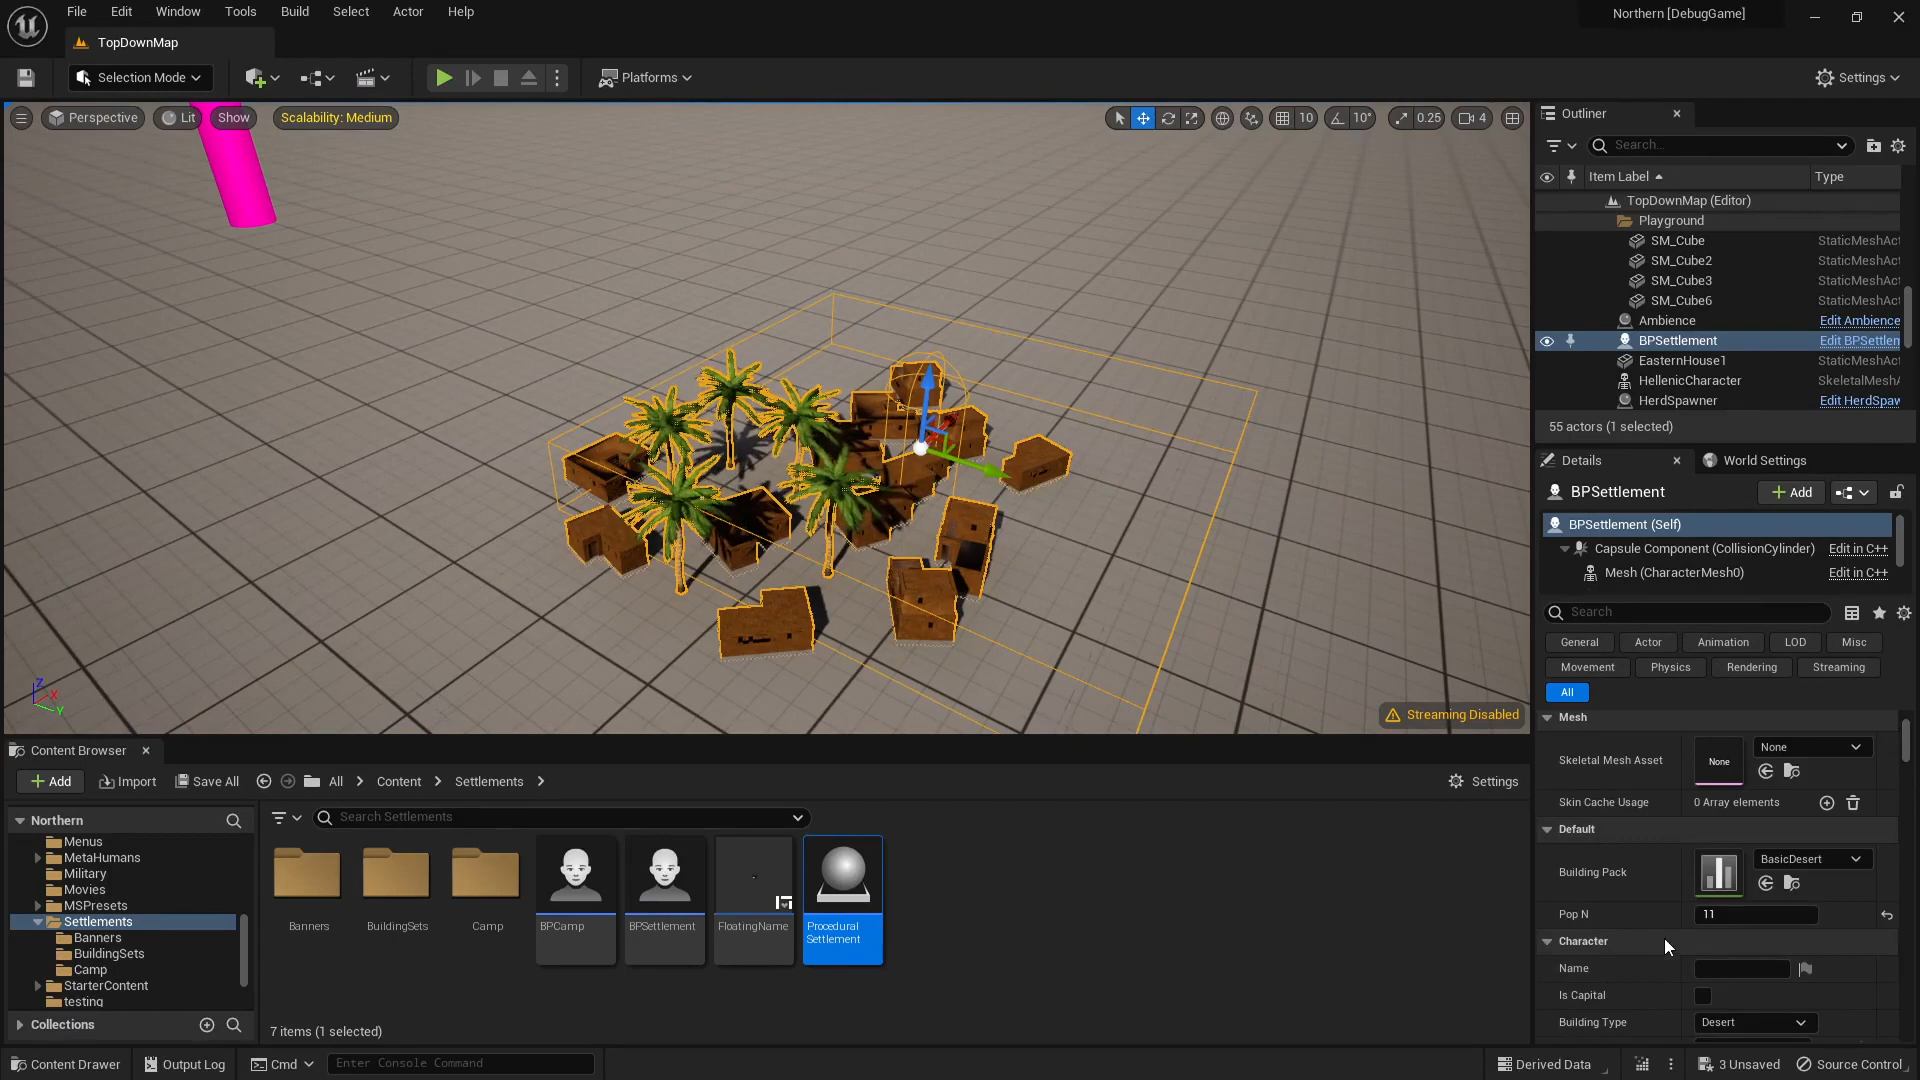 File Edit Window Tools Build Select Actor Help
Northern [DebugGame]
TopDownMap
Selection Mode
Platforms
Settings
Perspective
Lit
Show
Scalability: Medium
10
10°
0.25
4
Z
X
Y
Streaming Disabled
Outliner
Search...
Item Label
Type
TopDownMap (Editor)
Playground
SM_Cube StaticMeshAct
SM_Cube2 StaticMeshAct
SM_Cube3 StaticMeshAct
SM_Cube6 StaticMeshAct
Ambience Edit Ambience
BPSettlement Edit BPSettlem
EasternHouse1 StaticMeshAct
HellenicCharacter SkeletalMeshA
HerdSpawner Edit HerdSpaw
55 actors (1 selected)
Details
World Settings
BPSettlement
Add
BPSettlement (Self)
Capsule Component (CollisionCylinder) Edit in C++
Mesh (CharacterMesh0) Edit in C++
Search
General Actor Animation LOD Misc
Movement Physics Rendering Streaming
All
Mesh
Skeletal Mesh Asset
None
None
Skin Cache Usage 0 Array elements
Default
Building Pack
BasicDesert
Pop N 11
Character
Name
Is Capital
Building Type Desert
Content Browser
Add Import Save All All Content Settlements
Settings
Northern
Search Settlements
Menus
MetaHumans
Military
Movies
MSPresets
Settlements
Banners
BuildingSets
Camp
StarterContent
testing
Collections
Banners
BuildingSets
Camp
BPCamp
BPSettlement
FloatingName
Procedural
Settlement
7 items (1 selected)
Content Drawer Output Log Cmd Enter Console Command
Derived Data 3 Unsaved Source Control